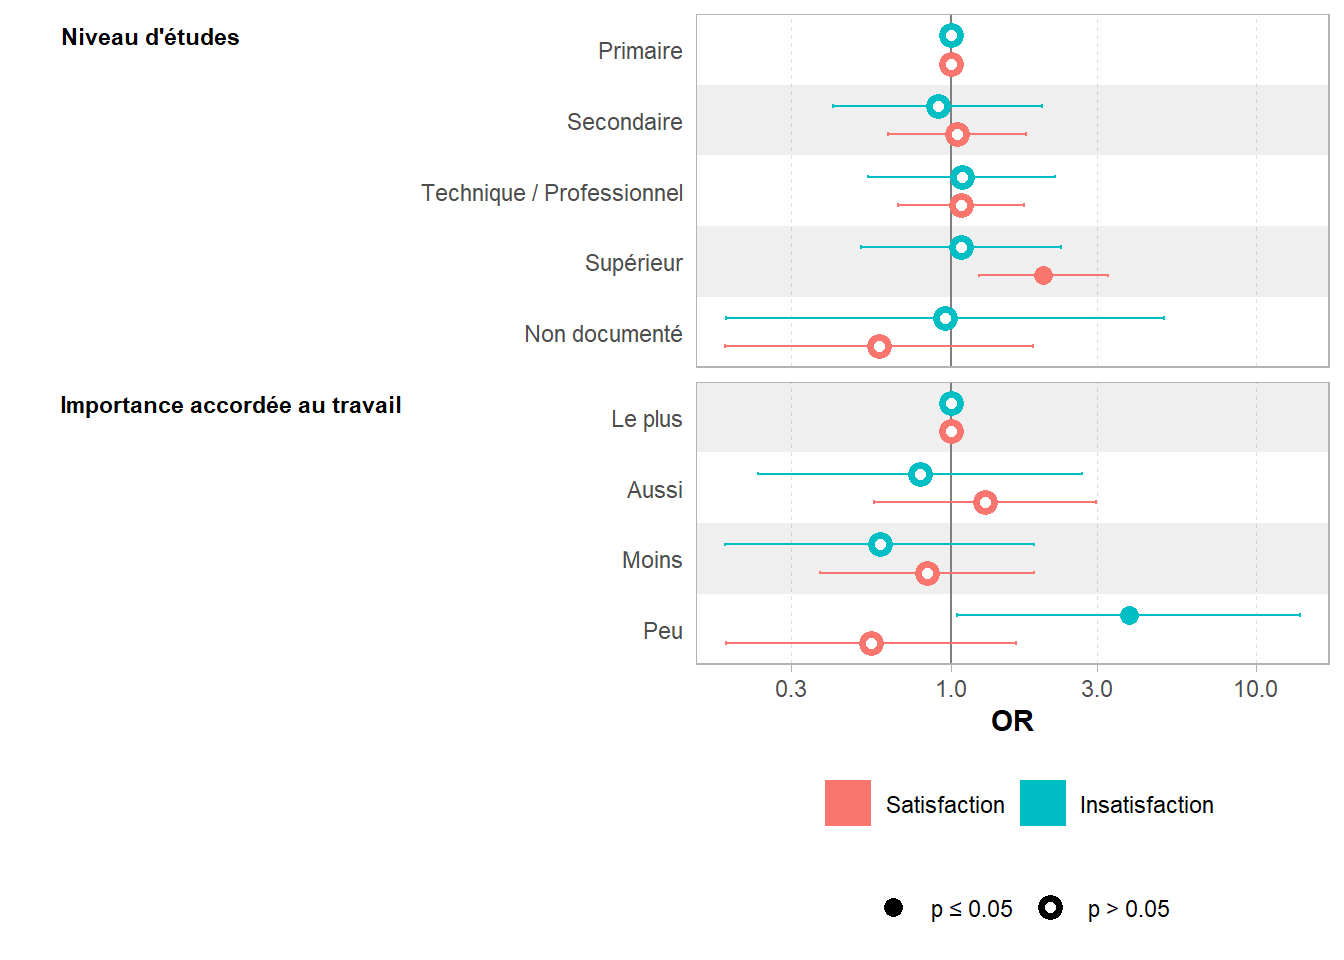 Niveau d'études
Primaire
Secondaire
Technique / Professionnel
Supérieur
Non documenté
Importance accordée au travail
Le plus
Aussi
Moins
Peu
0.3 1.0 3.0 10.0
OR
Satisfaction Insatisfaction
p ≤ 0.05 p > 0.05